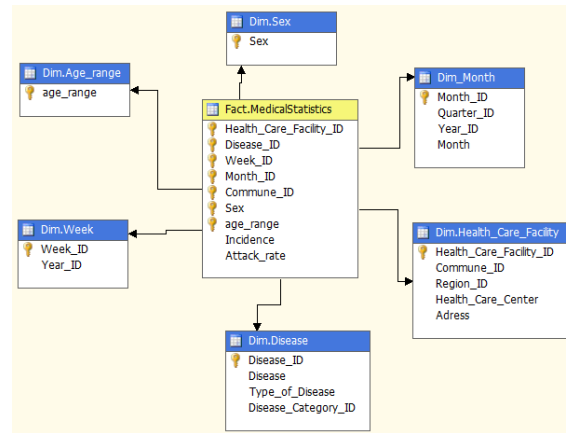 Dim.Sex
Sex
Dim.Age_range
age_range
Fact.MedicalStatistics
Health_Care_Facility_ID
Disease_ID
Week_ID
Month_ID
Commune_ID
Sex
age_range
Incidence
Attack_rate
Dim_Month
Month_ID
Quarter_ID
Year_ID
Month
Dim.Week
Week_ID
Year_ID
Dim.Health_Care_Facility
Health_Care_Facility_ID
Commune_ID
Region_ID
Health_Care_Center
Adress
Dim.Disease
Disease_ID
Disease
Type_of_Disease
Disease_Category_ID